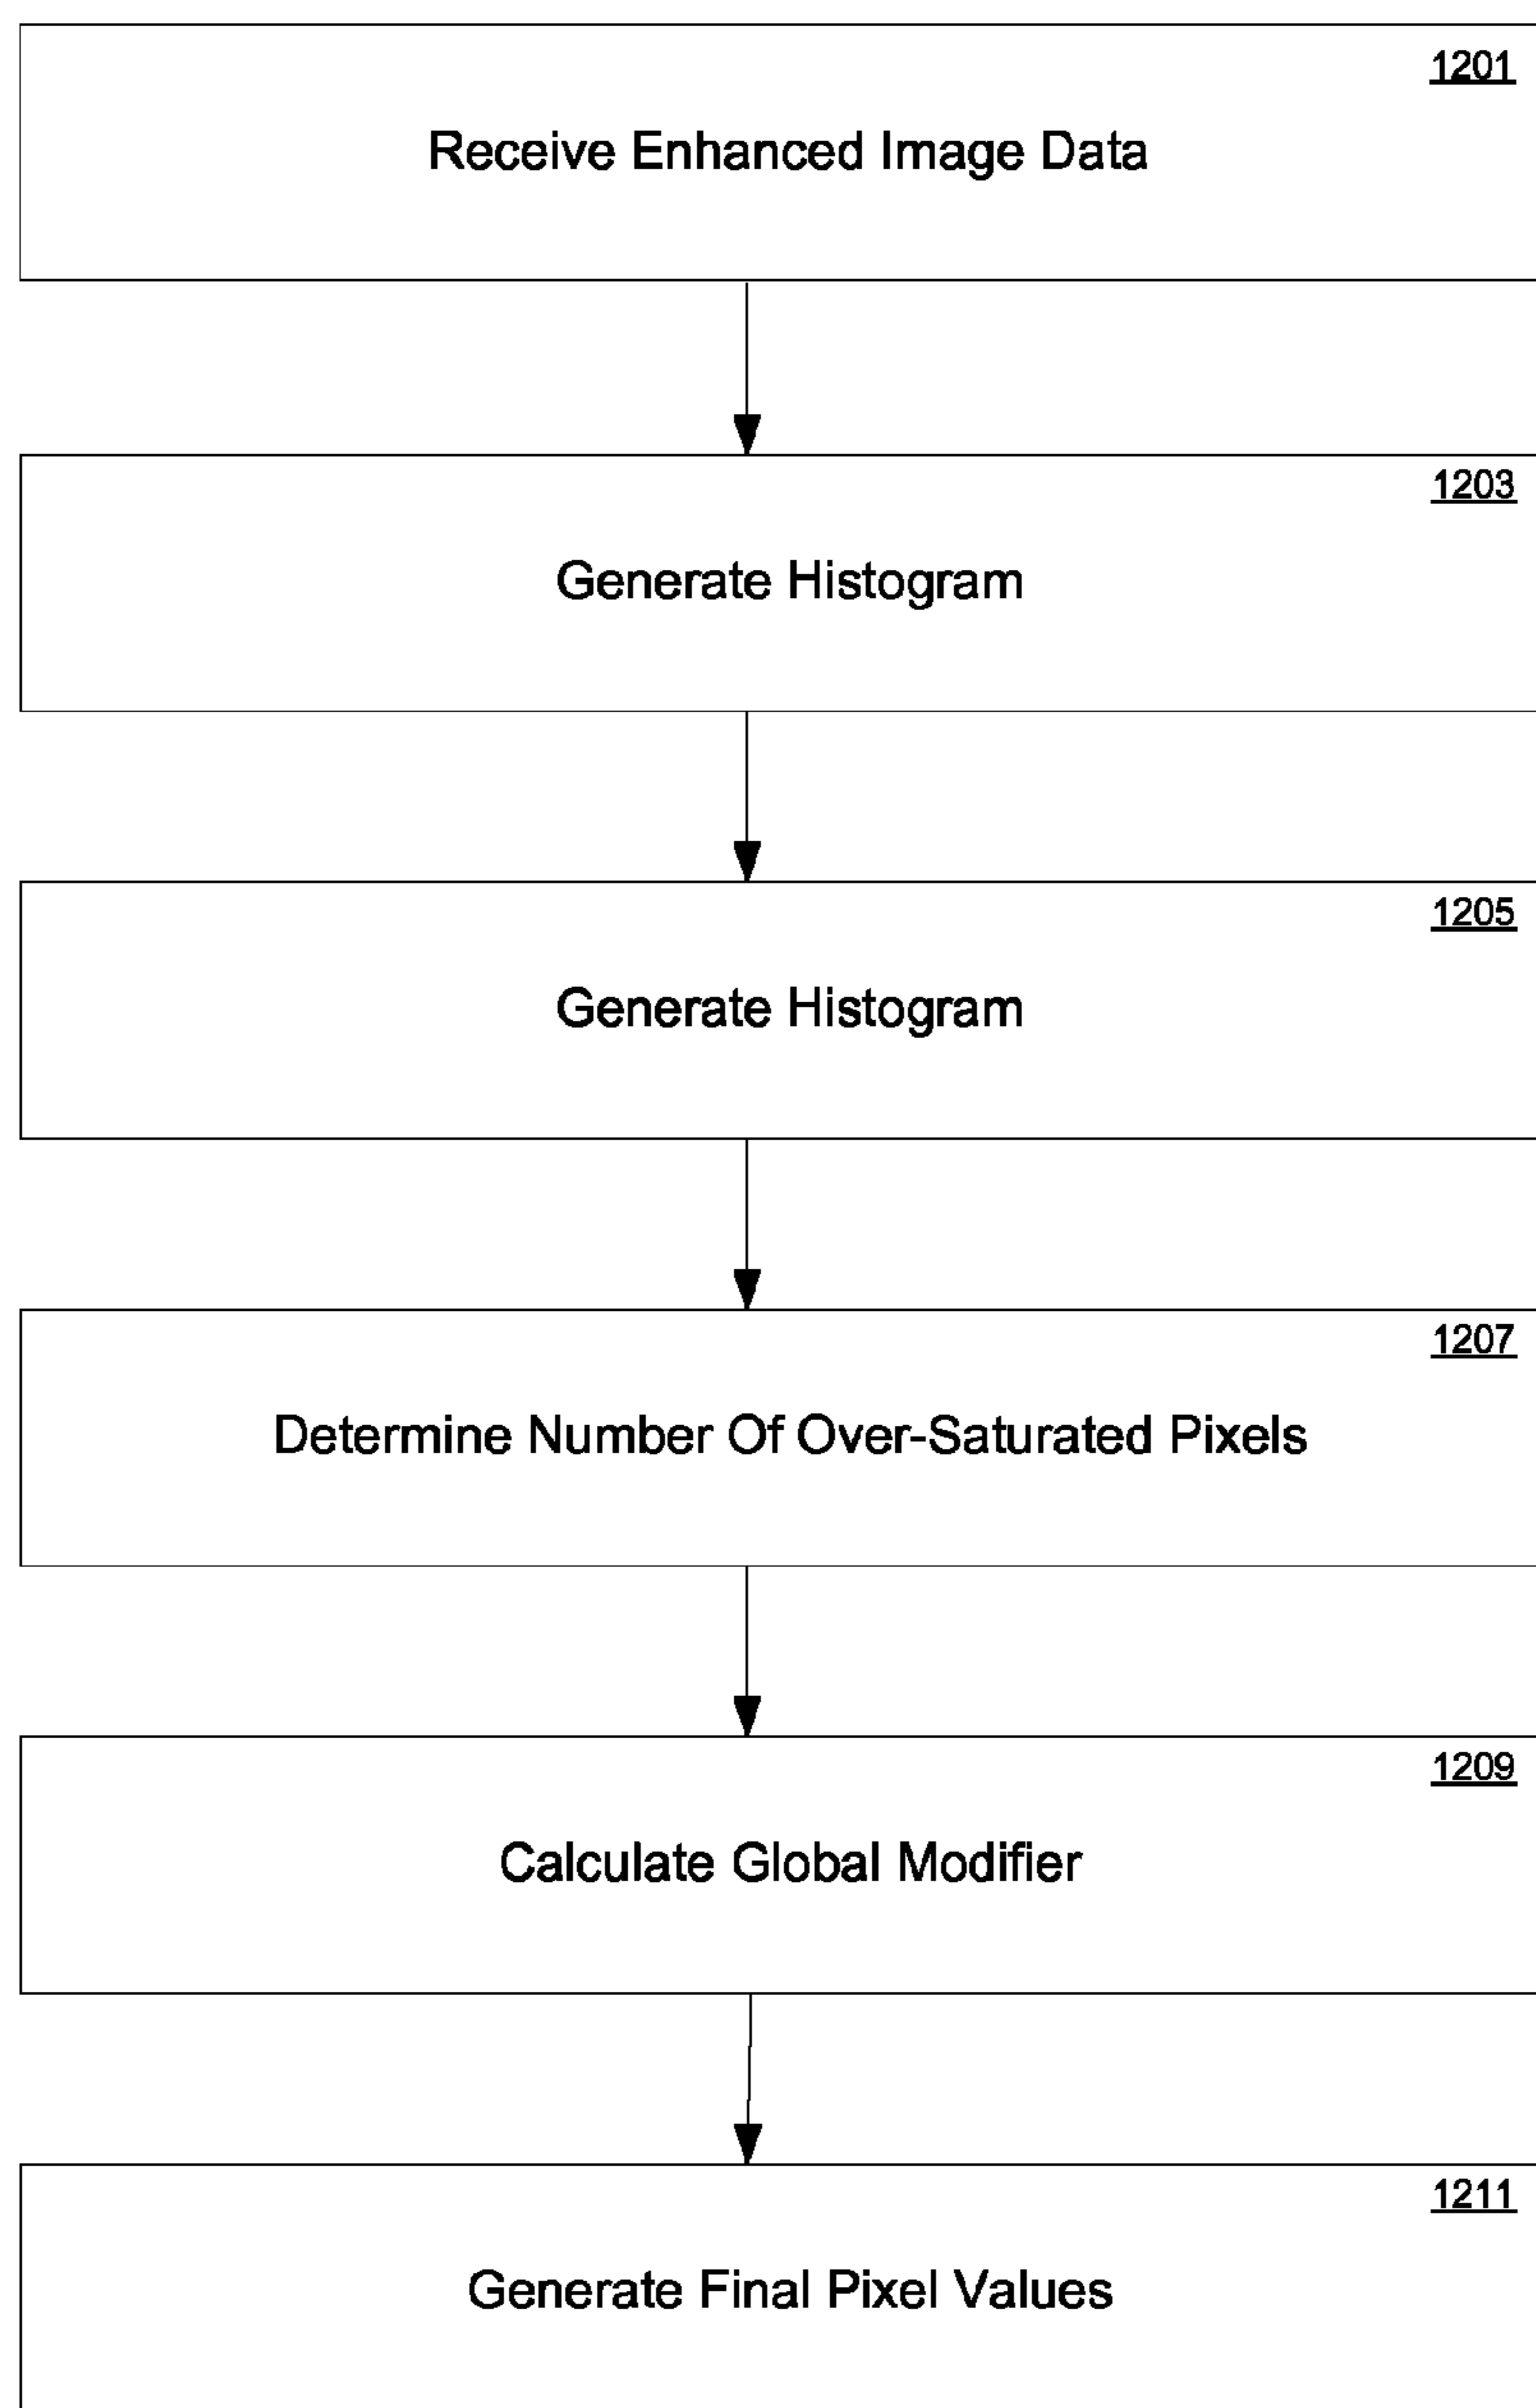 1201
Receive Enhanced Image Data
1203
Generate Histogram
1205
Generate Histogram
1207
Determine Number Of Over-Saturated Pixels
1209
Calculate Global Modifier
1211
Generate Final Pixel Values